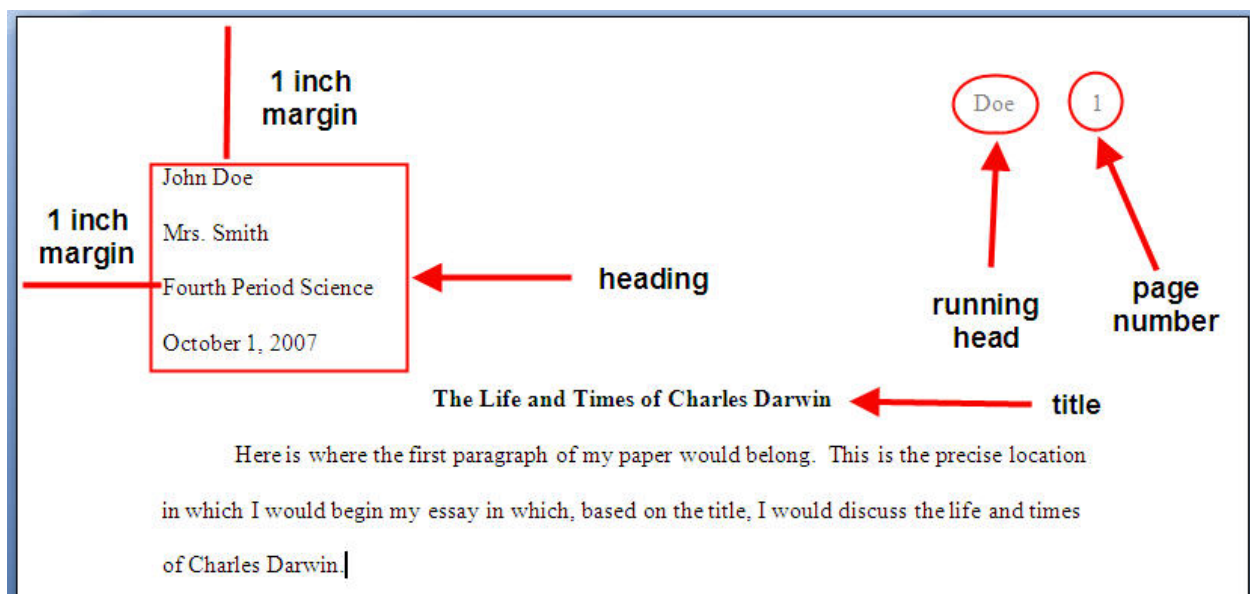 1 inch
margin
Doe 1
John Doe
1 inch
margin
Mrs. Smith
Fourth Period Science
heading
October 1, 2007
running
head
page
number
The Life and Times of Charles Darwin
title
Here is where the first paragraph of my paper would belong.  This is the precise location
in which I would begin my essay in which, based on the title, I would discuss the life and times
of Charles Darwin.